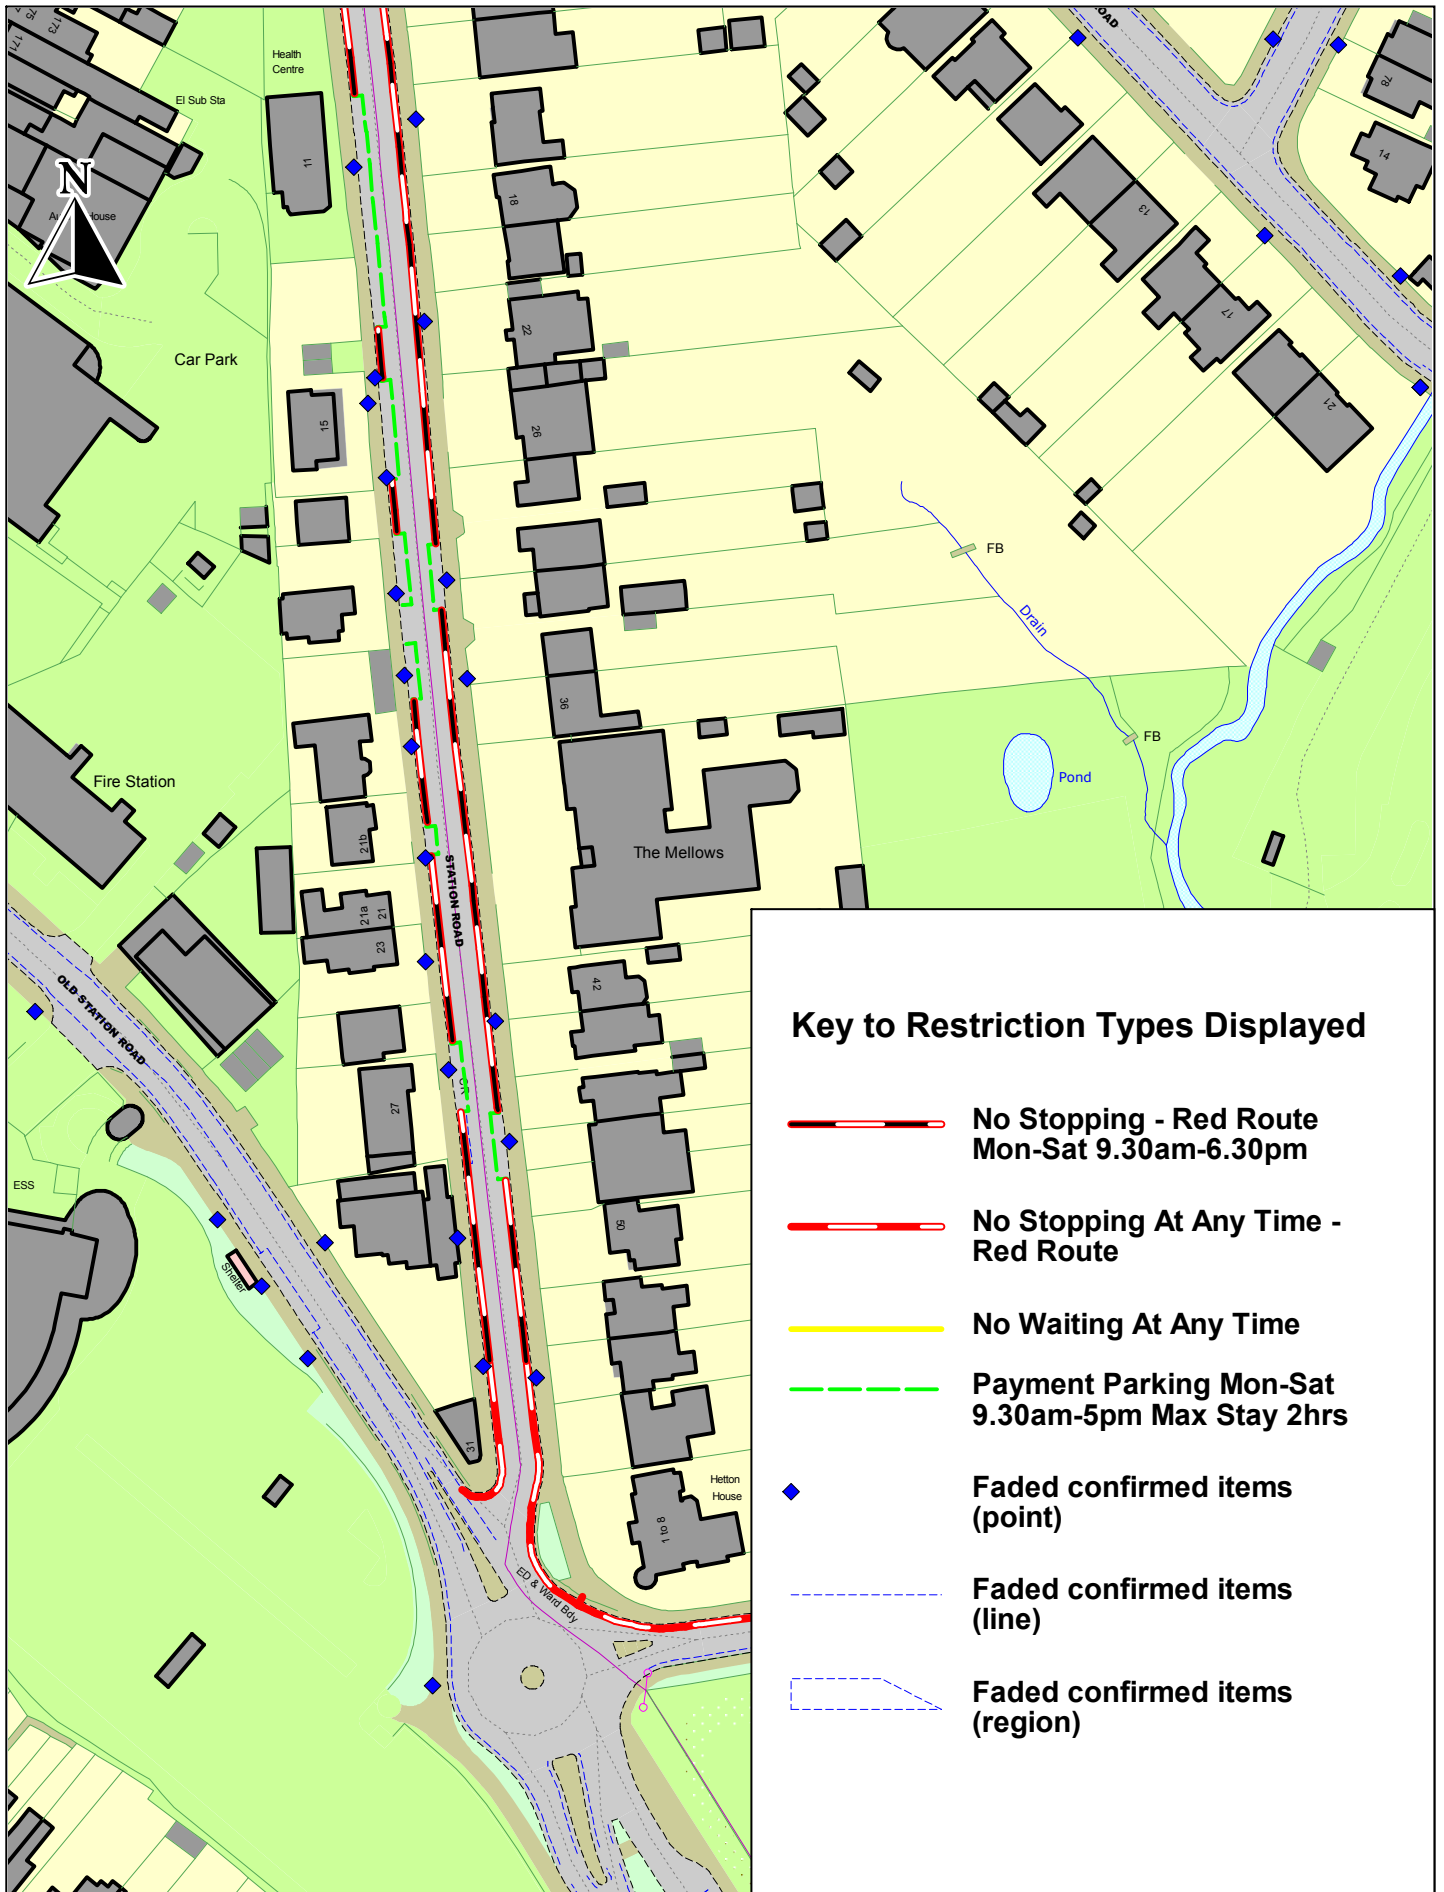 175
173
171
Health
Centre
El Sub Sta
11
N
ROAD
78
14
13
17
21
18
22
26
15
Car Park
FB
Drain
36
FB
Pond
Fire Station
21b
The Mellows
STATION ROAD
21a
21
23
42
OLD STATION ROAD
27
ESS
Shelter
50
31
Hetton
House
1 to 8
ED & Ward Bdy
Key to Restriction Types Displayed
No Stopping - Red Route
Mon-Sat 9.30am-6.30pm
No Stopping At Any Time -
Red Route
No Waiting At Any Time
Payment Parking Mon-Sat
9.30am-5pm Max Stay 2hrs
Faded confirmed items
(point)
Faded confirmed items
(line)
Faded confirmed items
(region)